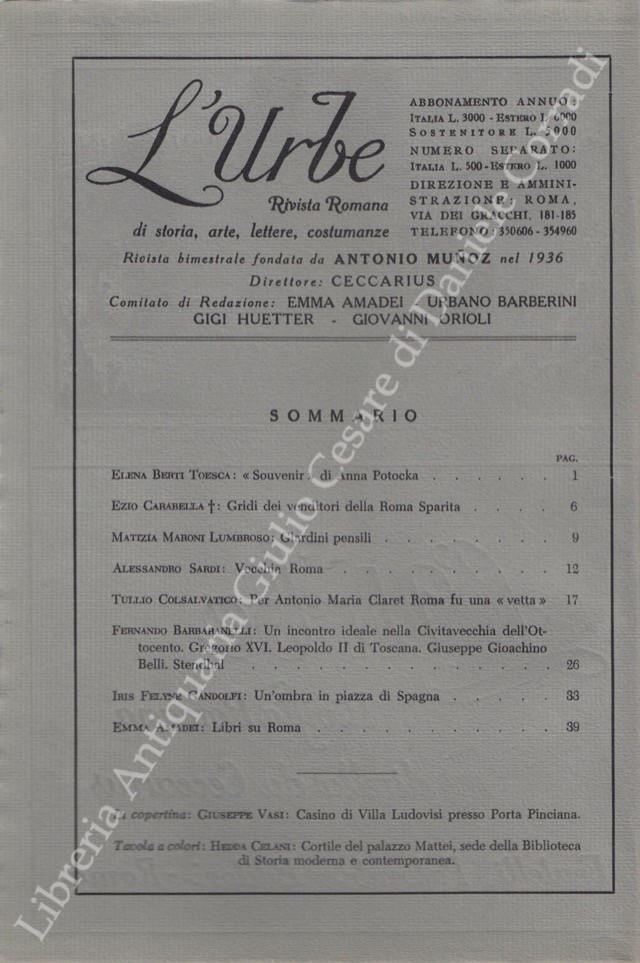 L'Urbe
Rivista Romana
di storia, arte, lettere, costumanze
ABBONAMENTO ANNUO:
ITALIA L. 3000 - ESTERO L. 6000
SOSTENITORE L. 5000
NUMERO SEPARATO:
ITALIA L. 500 - ESTERO L. 1000
DIREZIONE E AMMINI-
STRAZIONE: ROMA,
VIA DEI GRACCHI, 181-185
TELEFONO: 350606 - 354960
Rivista bimestrale fondata da ANTONIO MUÑOZ nel 1936
Direttore: CECCARIUS
Comitato di Redazione: EMMA AMADEI - URBANO BARBERINI
GIGI HUETTER - GIOVANNI ORIOLI
SOMMARIO
PAG.
ELENA BERTI TOESCA: « Souvenir » di Anna Potocka . . . . . . 1
EZIO CARABELLA †: Gridi dei venditori della Roma Sparita . . . . 6
MATIZIA MARONI LUMBROSO: Giardini pensili . . . . . . . . 9
ALESSANDRO SARDI: Vecchia Roma . . . . . . . . . . 12
TULLIO COLSALVATICO: Per Antonio Maria Claret Roma fu una « vetta » 17
FERNANDO BARBARANELLI: Un incontro ideale nella Civitavecchia dell'Ot-
tocento. Gregorio XVI. Leopoldo II di Toscana. Giuseppe Gioachino
Belli. Stendhal . . . . . . . . . . . . . . 26
IRIS FELYNE GANDOLFI: Un'ombra in piazza di Spagna . . . . . 33
EMMA AMADEI: Libri su Roma . . . . . . . . . . . 39
In copertina: GIUSEPPE VASI: Casino di Villa Ludovisi presso Porta Pinciana.
Tavola a colori: HEDDA CELANI: Cortile del palazzo Mattei, sede della Biblioteca
di Storia moderna e contemporanea.
Libreria Antiquaria Giulio Cesare di Daniele Corradi